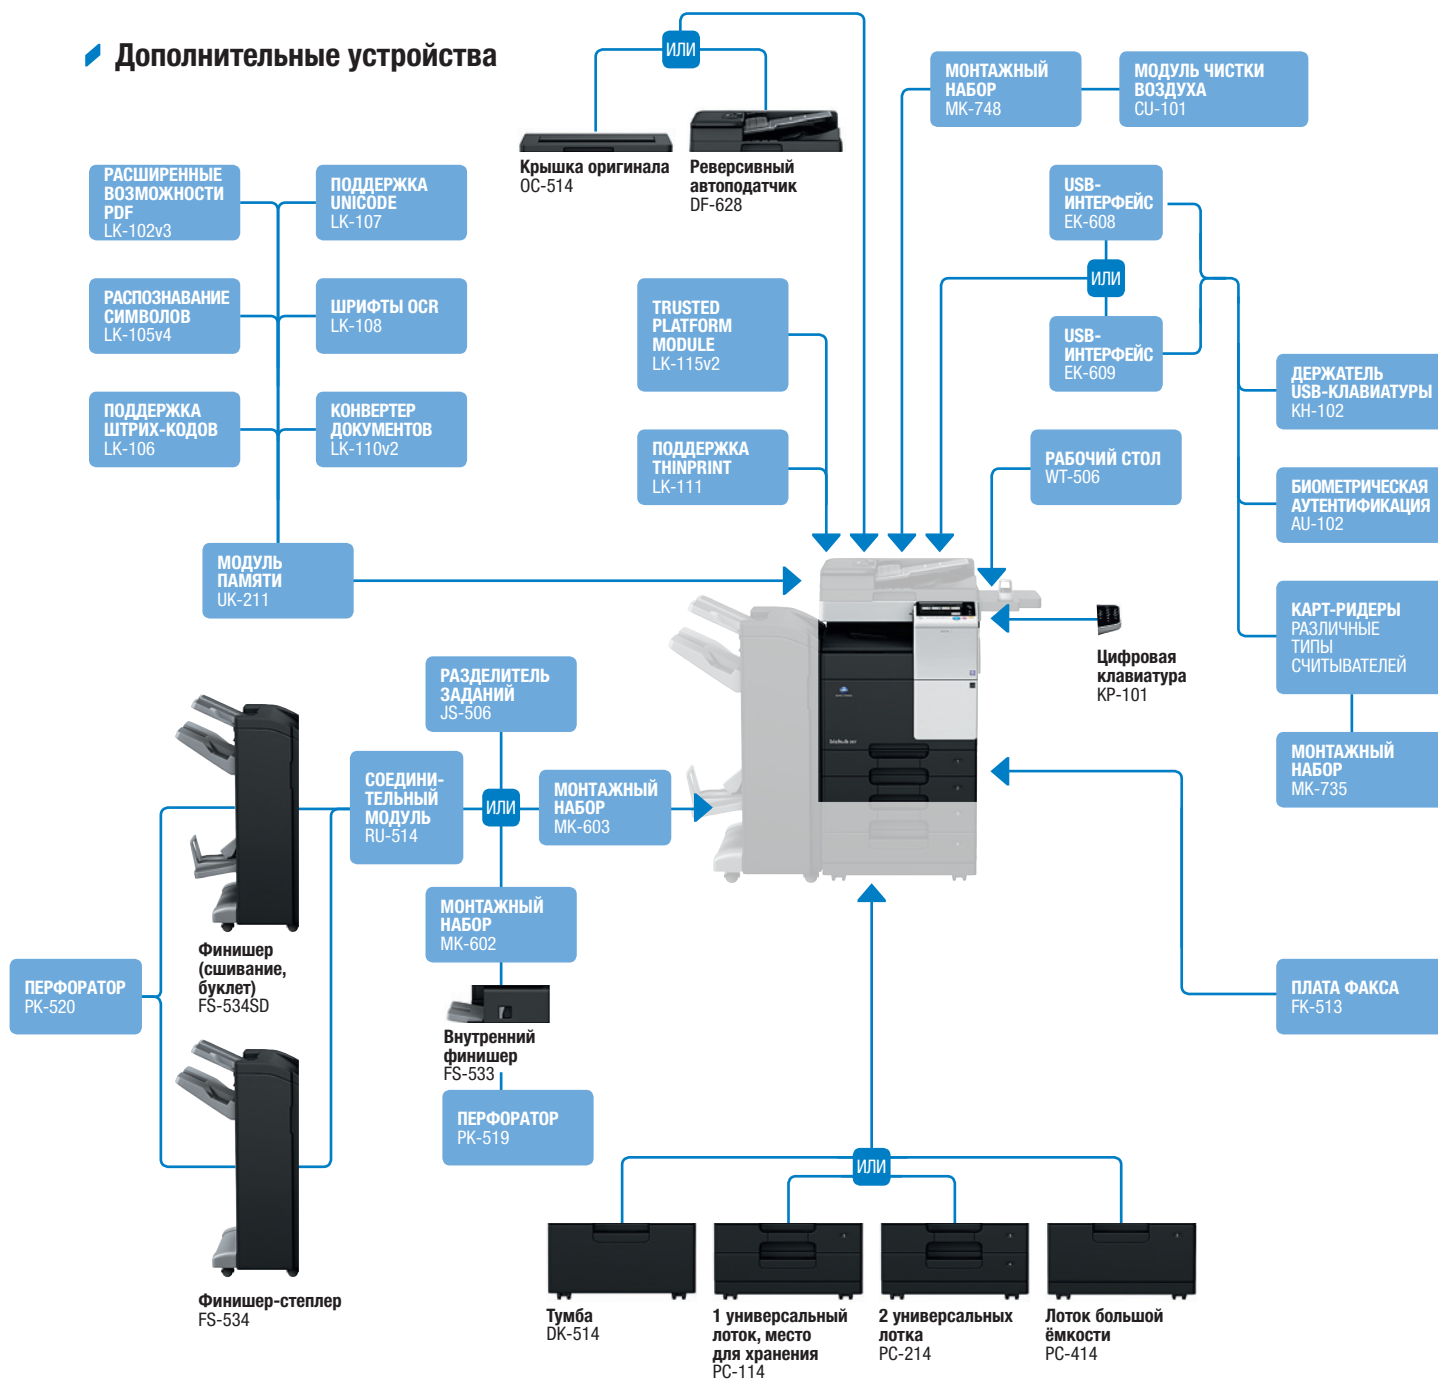 Дополнительные устройства
ИЛИ
Крышка оригинала
OC-514
Реверсивный
автоподатчик
DF-628
МОНТАЖНЫЙ
НАБОР
MK-748
МОДУЛЬ ЧИСТКИ
ВОЗДУХА
CU-101
РАСШИРЕННЫЕ
ВОЗМОЖНОСТИ
PDF
LK-102v3
ПОДДЕРЖКА
UNICODE
LK-107
РАСПОЗНАВАНИЕ
СИМВОЛОВ
LK-105v4
ШРИФТЫ OCR
LK-108
ПОДДЕРЖКА
ШТРИХ-КОДОВ
LK-106
КОНВЕРТЕР
ДОКУМЕНТОВ
LK-110v2
МОДУЛЬ
ПАМЯТИ
UK-211
TRUSTED
PLATFORM
MODULE
LK-115v2
ПОДДЕРЖКА
THINPRINT
LK-111
USB-
ИНТЕРФЕЙС
EK-608
ИЛИ
USB-
ИНТЕРФЕЙС
EK-609
РАБОЧИЙ СТОЛ
WT-506
ДЕРЖАТЕЛЬ
USB-КЛАВИАТУРЫ
KH-102
БИОМЕТРИЧЕСКАЯ
АУТЕНТИФИКАЦИЯ
AU-102
КАРТ-РИДЕРЫ
РАЗЛИЧНЫЕ
ТИПЫ
СЧИТЫВАТЕЛЕЙ
МОНТАЖНЫЙ
НАБОР
MK-735
Цифровая
клавиатура
KP-101
РАЗДЕЛИТЕЛЬ
ЗАДАНИЙ
JS-506
СОЕДИНИ-
ТЕЛЬНЫЙ
МОДУЛЬ
RU-514
ИЛИ
МОНТАЖНЫЙ
НАБОР
MK-603
МОНТАЖНЫЙ
НАБОР
MK-602
Внутренний
финишер
FS-533
ПЕРФОРАТОР
PK-519
Финишер
(сшивание,
буклет)
FS-534SD
ПЕРФОРАТОР
PK-520
Финишер-степлер
FS-534
ПЛАТА ФАКСА
FK-513
ИЛИ
Тумба
DK-514
1 универсальный
лоток, место
для хранения
PC-114
2 универсальных
лотка
PC-214
Лоток большой
ёмкости
PC-414